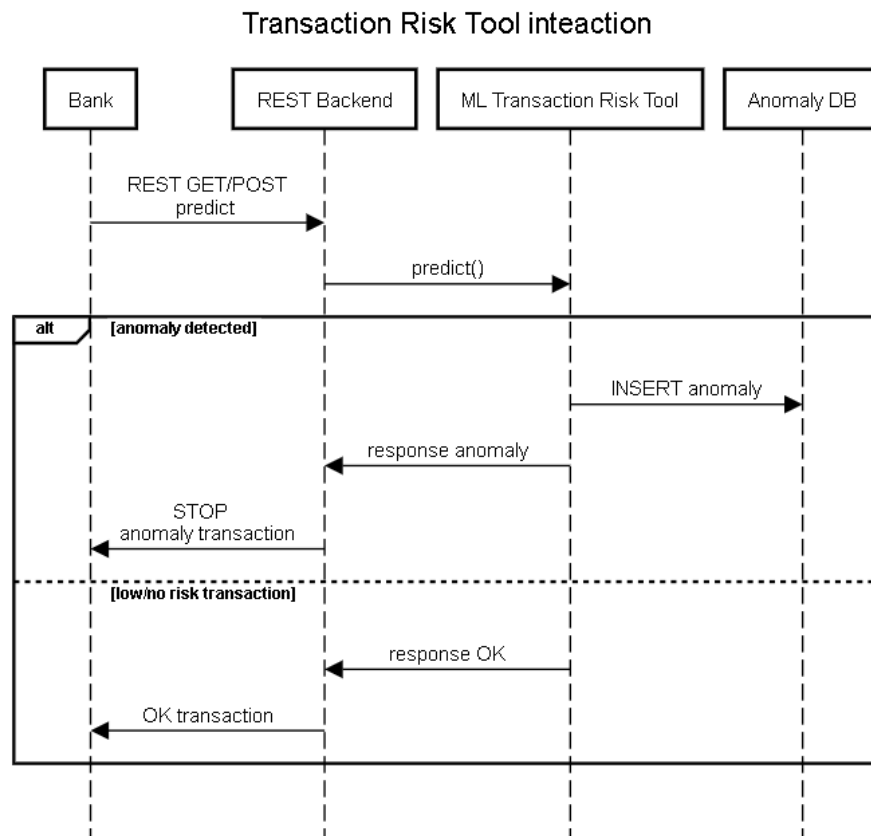 Transaction Risk Tool inteaction
Bank
REST Backend
ML Transaction Risk Tool
Anomaly DB
REST GET/POST
predict
predict()
alt
[anomaly detected]
INSERT anomaly
response anomaly
STOP
anomaly transaction
[low/no risk transaction]
response OK
OK transaction